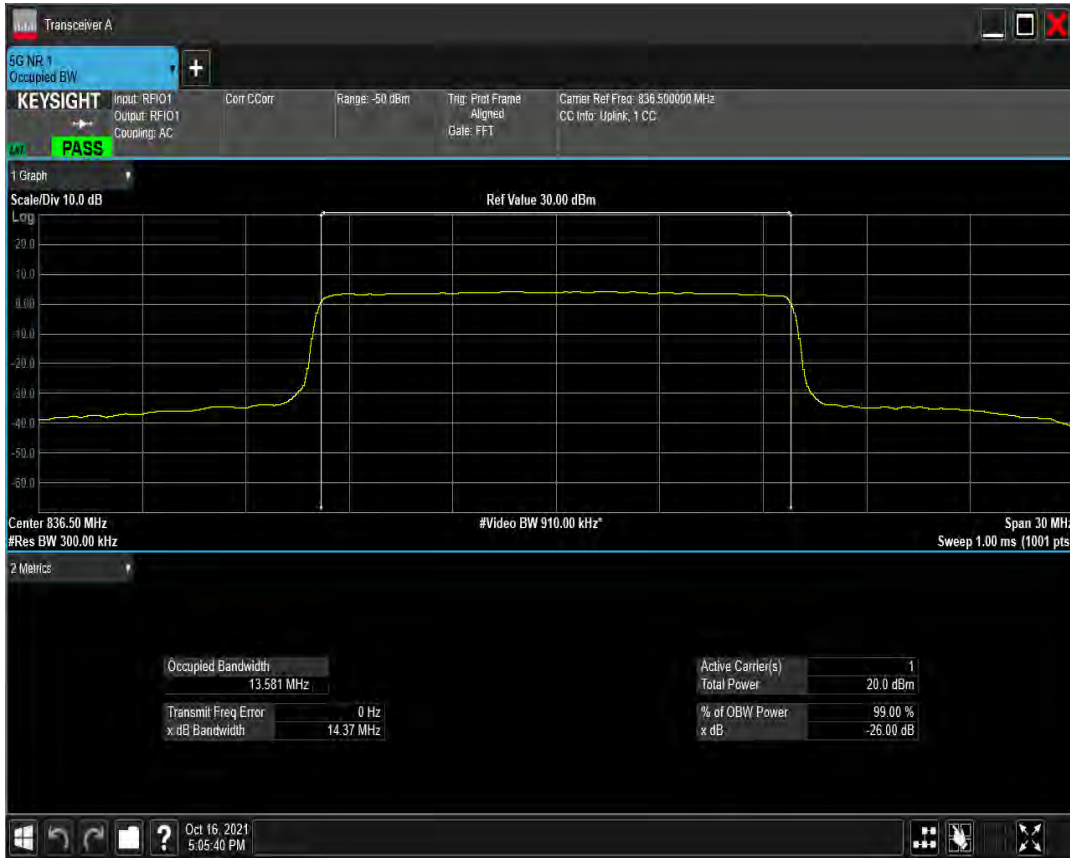 Transceiver A
5G NR 1
Occupied BW
+
KEYSIGHT
Input: RFIO1
Output: RFIO1
Coupling: AC
Corr CCorr
Range: -50 dBm
Trig: Prot Frame
Aligned
Gate: FFT
Carrier Ref Freq: 836.500000 MHz
CC Info: Uplink, 1 CC
PASS
1 Graph
Scale/Div 10.0 dB
Ref Value 30.00 dBm
Log
20.0
10.0
0.00
-10.0
-20.0
-30.0
-40.0
-50.0
-60.0
Center 836.50 MHz
#Video BW 910.00 kHz*
Span 30 MHz
#Res BW 300.00 kHz
Sweep 1.00 ms (1001 pts
2 Metrics
Occupied Bandwidth
13.581 MHz
Transmit Freq Error 0 Hz
x dB Bandwidth 14.37 MHz
Active Carrier(s) 1
Total Power 20.0 dBm
% of OBW Power 99.00 %
x dB -26.00 dB
?
Oct 16, 2021
5:05:40 PM